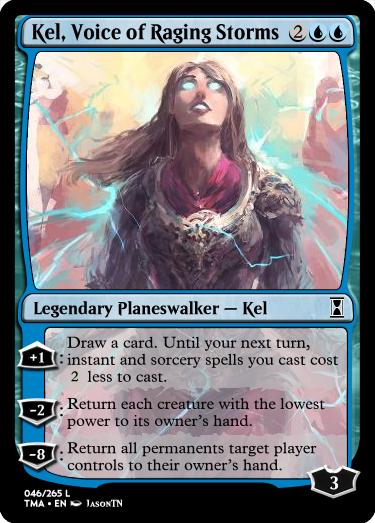 Kel, Voice of Raging Storms 2
Legendary Planeswalker — Kel
+1: Draw a card. Until your next turn,
instant and sorcery spells you cast cost
2 less to cast.
-2: Return each creature with the lowest
power to its owner's hand.
-8: Return all permanents target player
controls to their owner's hand.
3
046/265 L
TMA • EN JasonTN